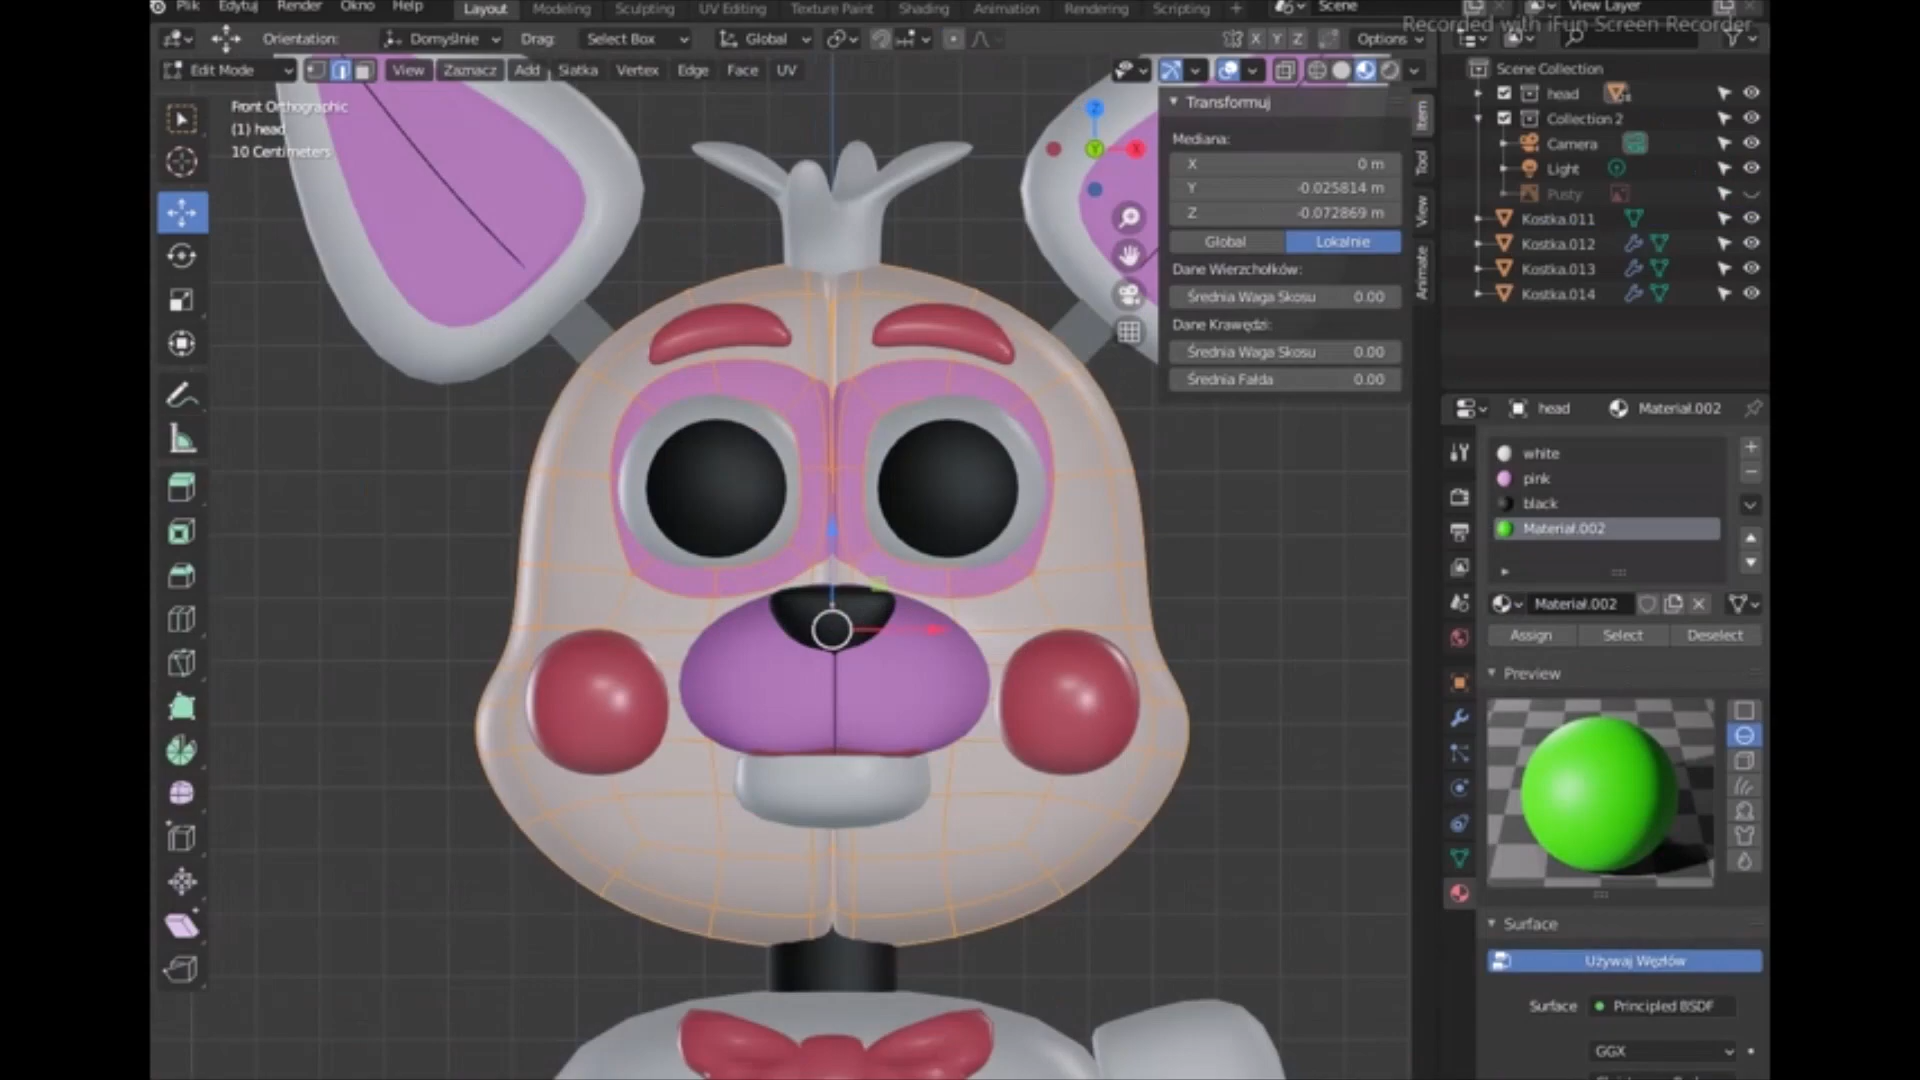 Plik Edytuj Render Okno Help Layout Modeling Sculpting UV Editing Texture Paint Shading Animation Rendering Scripting + Scene View Layer
Recorded with iFun Screen Recorder
Orientation: Domyślnie Drag: Select Box Global X Y Z Options
Edit Mode View Zaznacz Add Siatka Vertex Edge Face UV
Front Orthographic
(1) head
10 Centimeters
Z
Y
X
Transformuj
Mediana:
X 0 m
Y -0.025814 m
Z -0.072869 m
Global Lokalnie
Dane Wierzchołków:
Średnia Waga Skosu 0.00
Dane Krawędzi:
Średnia Waga Skosu 0.00
Średnia Fałda 0.00
Item
Tool
View
Animate
Scene Collection
head
Collection 2
Camera
Light
Pusty
Kostka.011
Kostka.012
Kostka.013
Kostka.014
head Material.002
white
pink
black
Material.002
Material.002
Assign Select Deselect
Preview
Surface
Używaj Węzłów
Surface Principled BSDF
GGX